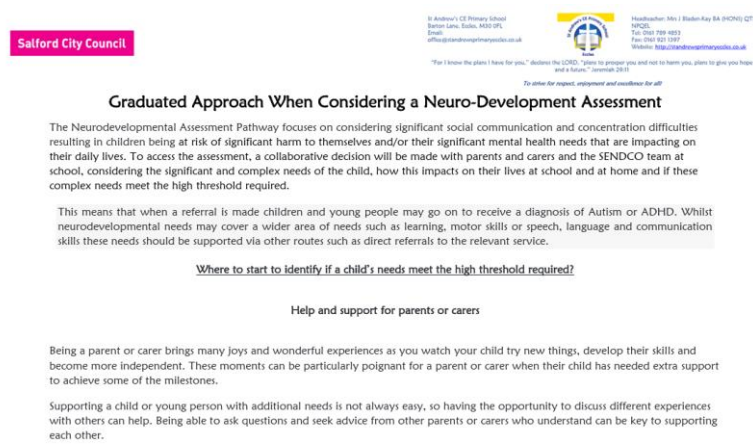 Salford City Council
St Andrew's CE Primary School
Barton Lane, Eccles, M30 0FL
Email:
office@standrewsprimaryeccles.co.uk
Eccles
Headteacher: Mrs J Bladen-Kay BA (HONS) QT
NPQEL
Tel: 0161 789 4853
Fax: 0161 921 1397
Website: http://standrewsprimaryeccles.co.uk
"For I know the plans I have for you," declares the LORD, "plans to prosper you and not to harm you, plans to give you hope
and a future." Jeremiah 29:11
To strive for respect, enjoyment and excellence for all!
Graduated Approach When Considering a Neuro-Development Assessment
The Neurodevelopmental Assessment Pathway focuses on considering significant social communication and concentration difficulties
resulting in children being at risk of significant harm to themselves and/or their significant mental health needs that are impacting on
their daily lives. To access the assessment, a collaborative decision will be made with parents and carers and the SENDCO team at
school, considering the significant and complex needs of the child, how this impacts on their lives at school and at home and if these
complex needs meet the high threshold required.
This means that when a referral is made children and young people may go on to receive a diagnosis of Autism or ADHD. Whilst
neurodevelopmental needs may cover a wider area of needs such as learning, motor skills or speech, language and communication
skills these needs should be supported via other routes such as direct referrals to the relevant service.
Where to start to identify if a child's needs meet the high threshold required?
Help and support for parents or carers
Being a parent or carer brings many joys and wonderful experiences as you watch your child try new things, develop their skills and
become more independent. These moments can be particularly poignant for a parent or carer when their child has needed extra support
to achieve some of the milestones.
Supporting a child or young person with additional needs is not always easy, so having the opportunity to discuss different experiences
with others can help. Being able to ask questions and seek advice from other parents or carers who understand can be key to supporting
each other.